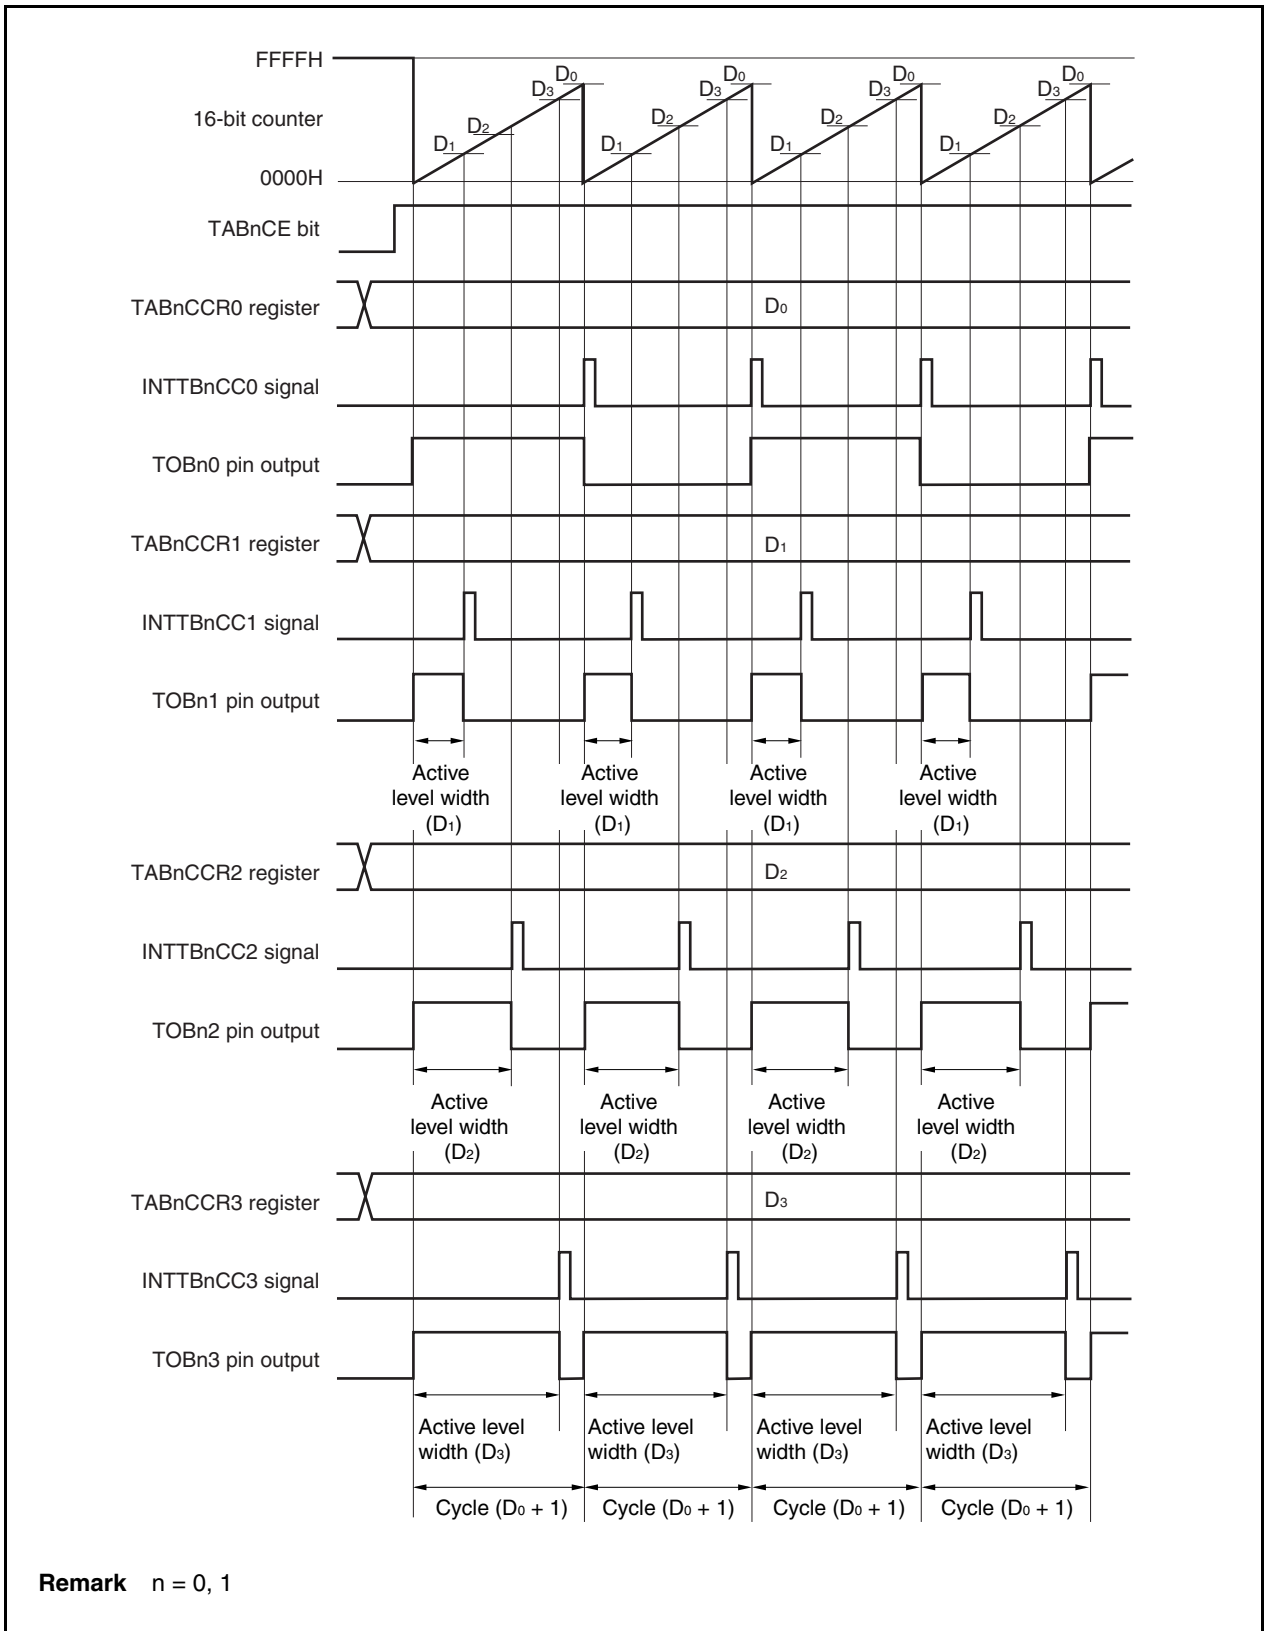 FFFFH
D0 D0 D0 D0
D3 D3 D3 D3
16-bit counter
D2 D2 D2 D2
D1 D1 D1 D1
0000H
TABnCE bit
TABnCCR0 register
D0
INTTBnCC0 signal
TOBn0 pin output
TABnCCR1 register
D1
INTTBnCC1 signal
TOBn1 pin output
Active level width (D1)
Active level width (D1)
Active level width (D1)
Active level width (D1)
TABnCCR2 register
D2
INTTBnCC2 signal
TOBn2 pin output
Active level width (D2)
Active level width (D2)
Active level width (D2)
Active level width (D2)
TABnCCR3 register
D3
INTTBnCC3 signal
TOBn3 pin output
Active level width (D3)
Active level width (D3)
Active level width (D3)
Active level width (D3)
Cycle (D0 + 1) Cycle (D0 + 1) Cycle (D0 + 1) Cycle (D0 + 1)
Remark n = 0, 1